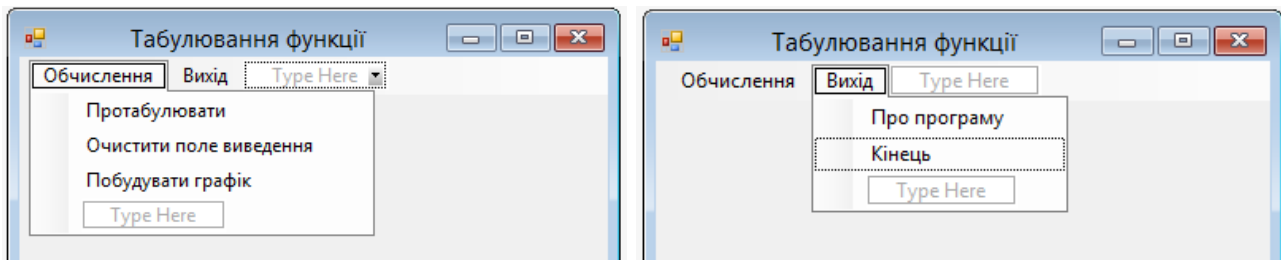 Табулювання функції
Обчислення Вихід Type Here
Протабулювати
Очистити поле виведення
Побудувати графік
Type Here
Табулювання функції
Обчислення Вихід Type Here
Про програму
Кінець
Type Here